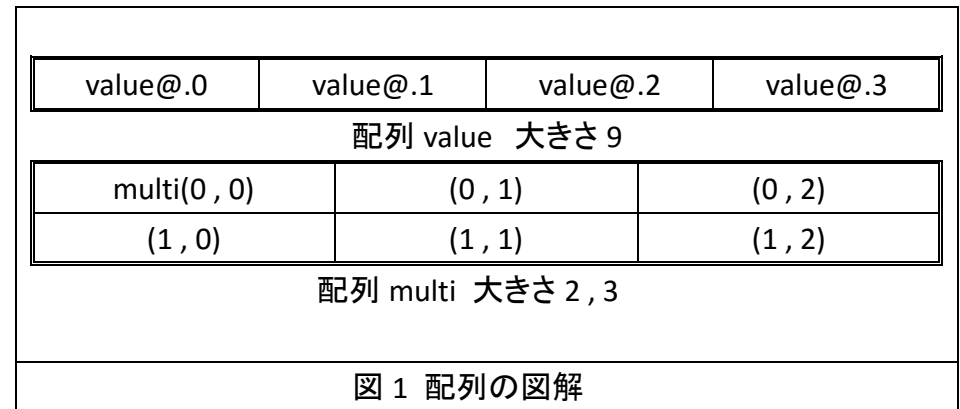 value@.0 value@.1 value@.2 value@.3
配列 value 大きさ 9
multi(0 , 0) (0 , 1) (0 , 2)
(1 , 0) (1 , 1) (1 , 2)
配列 multi 大きさ 2 , 3
図 1 配列の図解